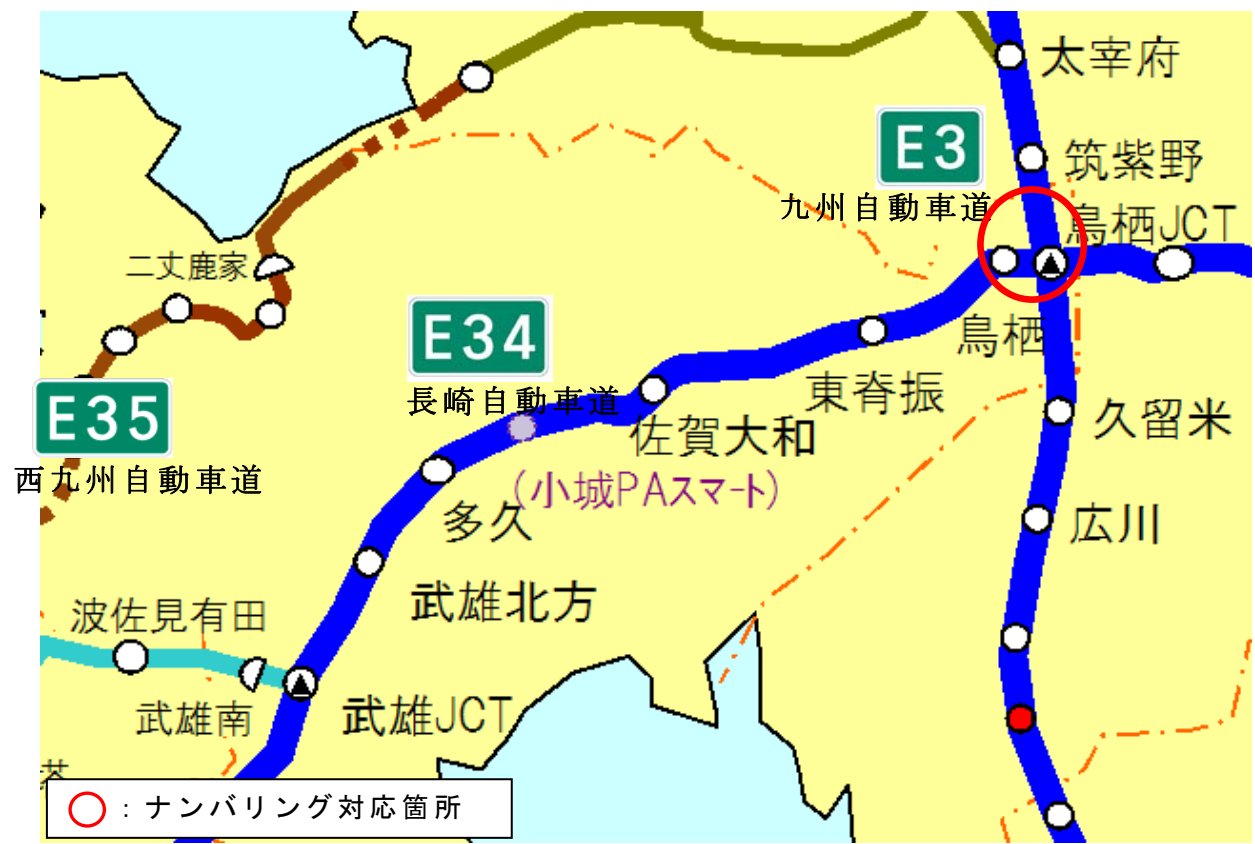 太宰府
E3
筑紫野
九州自動車道
鳥栖JCT
二丈鹿家
E34
鳥栖
長崎自動車道
東脊振
E35
佐賀大和
久留米
西九州自動車道
(小城PAスマート)
多久
広川
武雄北方
波佐見有田
武雄南
武雄JCT
○：ナンバリング対応箇所